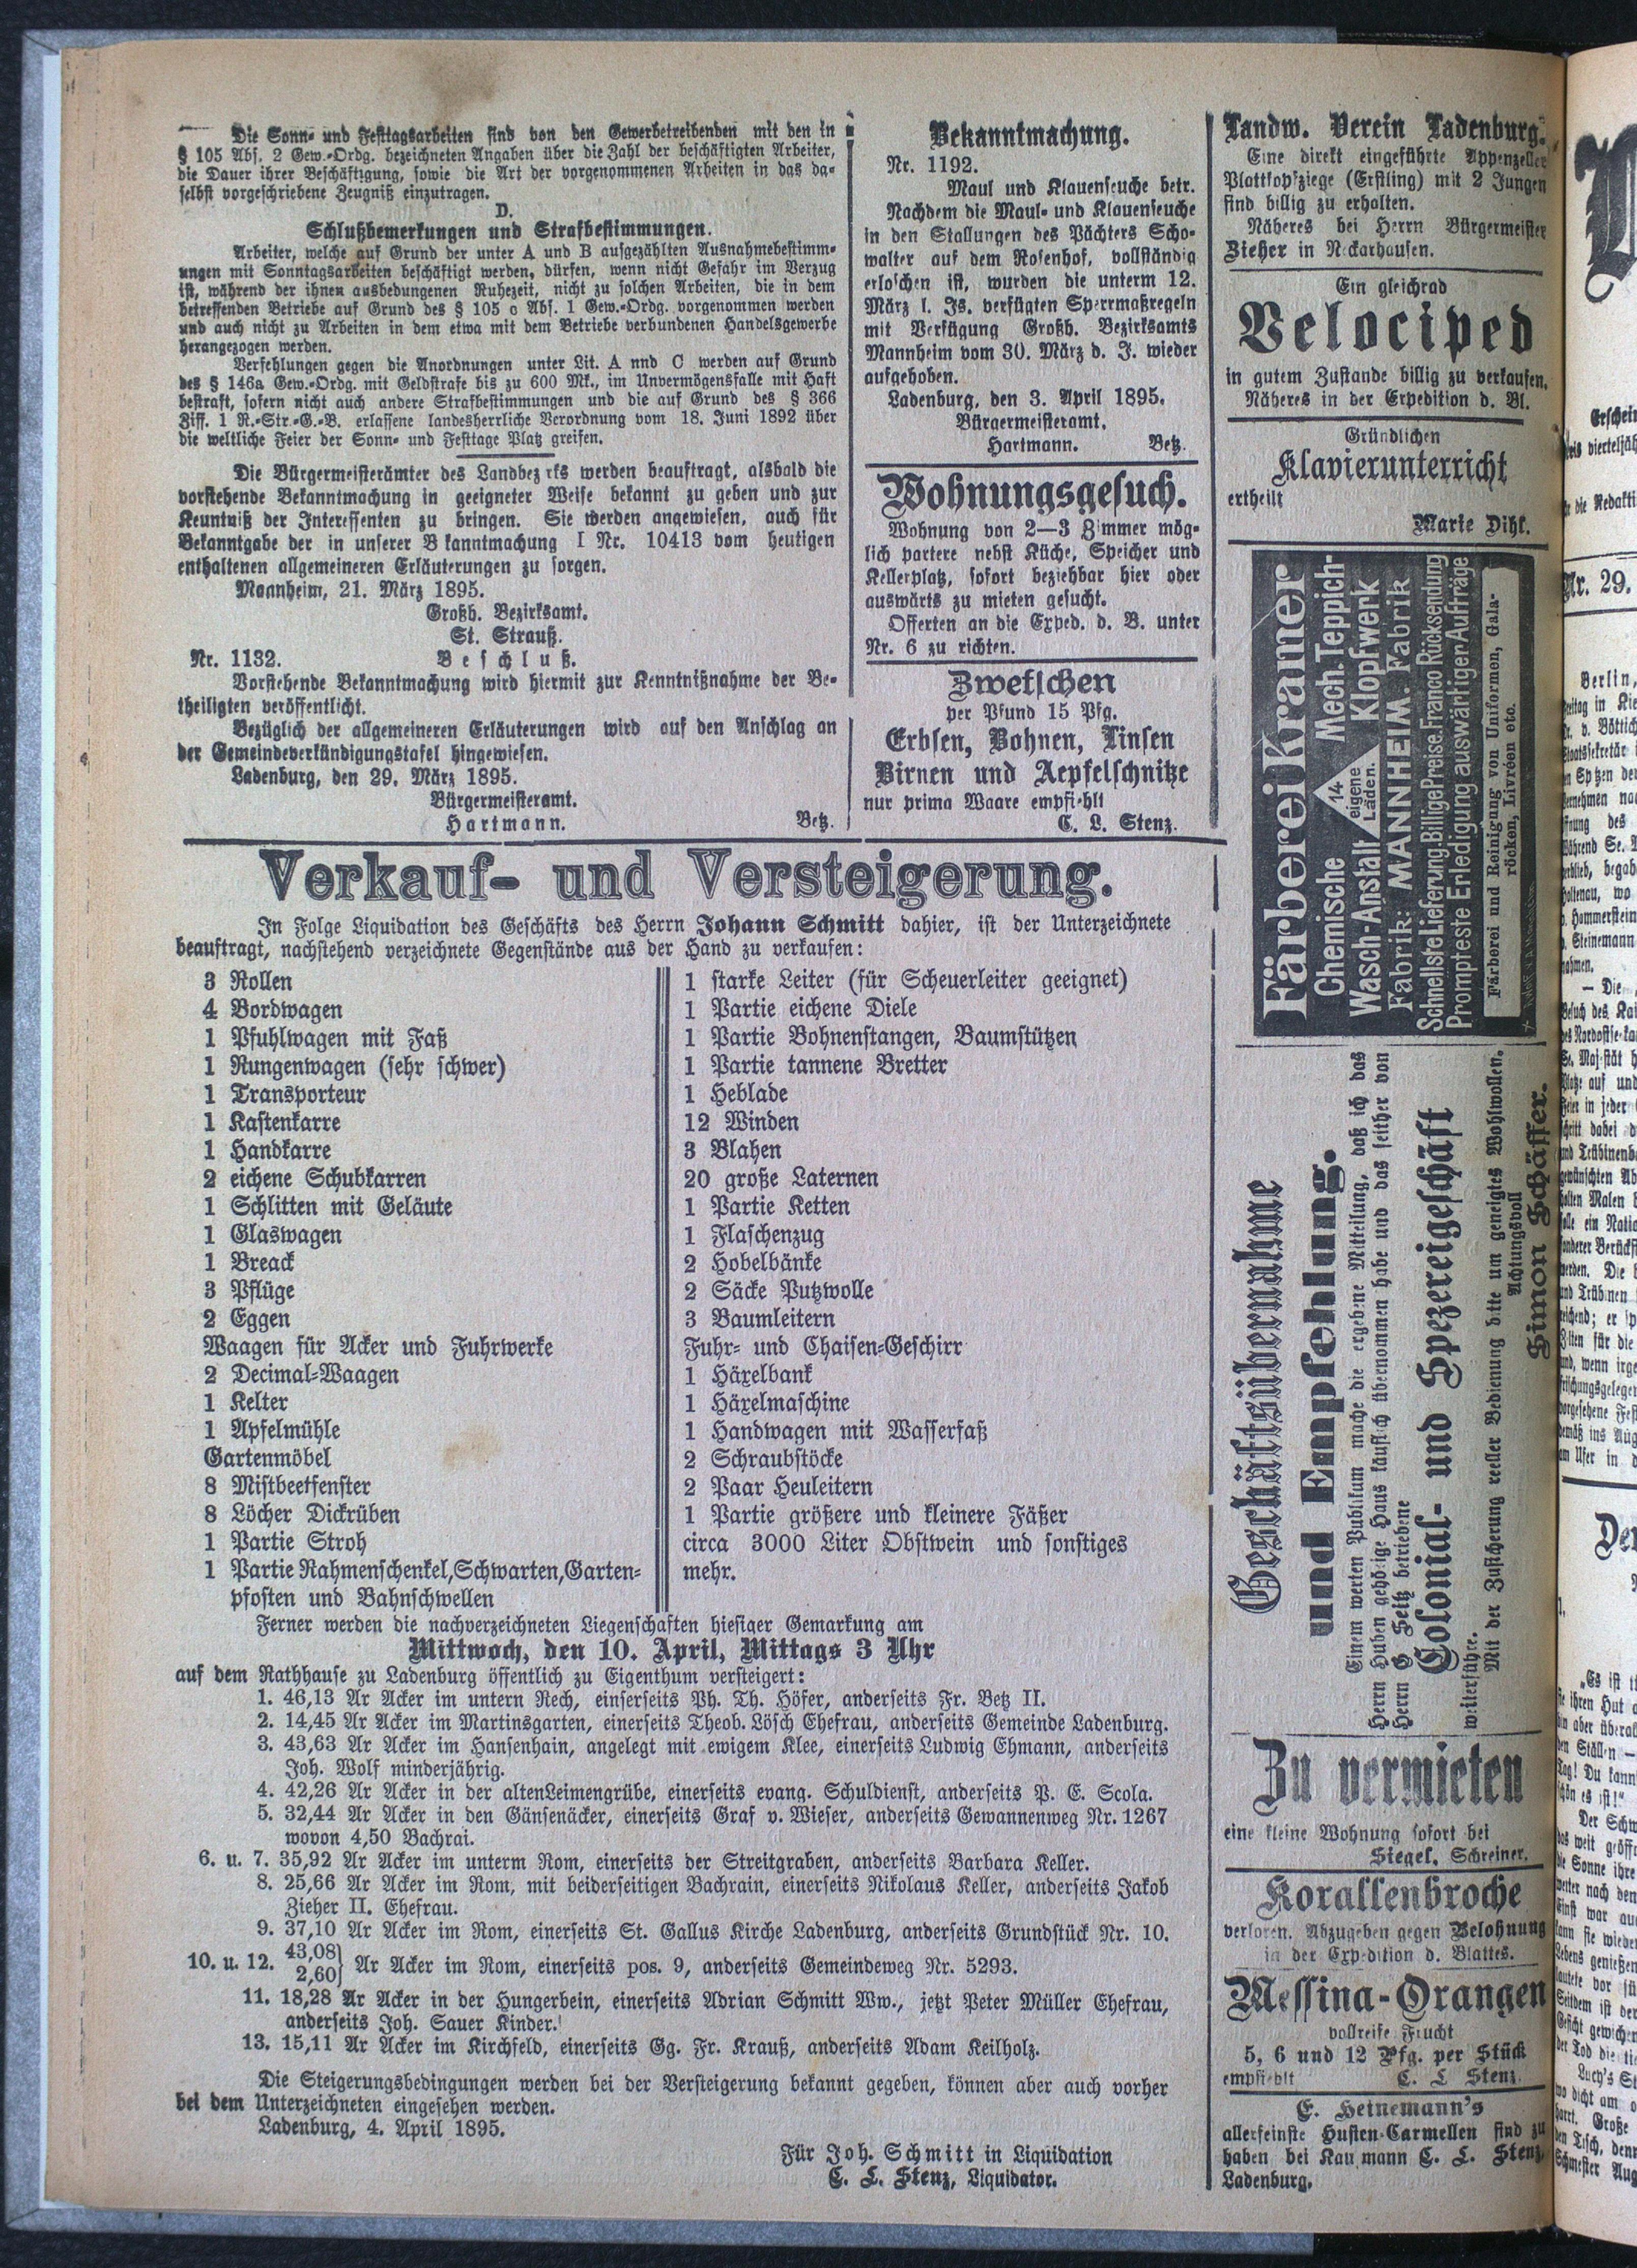 Die Sonn- und Festtagsarbeiten sind von den Gewerbetreibenden mit den in
§ 105 Abs. 2 Gew.-Ordg. bezeichneten Angaben über die Zahl der beschäftigten Arbeiter,
die Dauer ihrer Beschäftigung, sowie die Art der vorgenommenen Arbeiten in das da-
selbst vorgeschriebene Zeugniß einzutragen.
D.
Schlußbemerkungen und Strafbestimmungen.
Arbeiter, welche auf Grund der unter A und B aufgezählten Ausnahmebestimm-
ungen mit Sonntagsarbeiten beschäftigt werden, dürfen, wenn nicht Gefahr im Verzug
ist, während der ihnen ausbedungenen Ruhezeit, nicht zu solchen Arbeiten, die in dem
betreffenden Betriebe auf Grund des § 105 o Abs. 1 Gew.-Ordg. vorgenommen werden
und auch nicht zu Arbeiten in dem etwa mit dem Betriebe verbundenen Handelsgewerbe
herangezogen werden.
Verfehlungen gegen die Anordnungen unter Lit. A nnd C werden auf Grund
des § 146a Gew.-Ordg. mit Geldstrafe bis zu 600 Mk., im Unvermögensfalle mit Haft
bestraft, sofern nicht auch andere Strafbestimmungen und die auf Grund des § 366
Ziff. 1 R.-Str.-G.-B. erlassene landesherrliche Verordnung vom 18. Juni 1892 über
die weltliche Feier der Sonn- und Festtage Platz greifen.
Die Bürgermeisterämter des Landbez rks werden beauftragt, alsbald die
vorstehende Bekanntmachung in geeigneter Weise bekannt zu geben und zur
Keuntniß der Interessenten zu bringen. Sie werden angewiesen, auch für
Bekanntgabe der in unserer B kanntmachung I Nr. 10413 vom heutigen
enthaltenen allgemeineren Erläuterungen zu sorgen.
Mannheim, 21. März 1895.
Großh. Bezirksamt.
St. Strauß.
Nr. 1132. Beschluß.
Vorstehende Bekanntmachung wird hiermit zur Kenntnißnahme der Be-
theiligten veröffentlicht.
Bezüglich der allgemeineren Erläuterungen wird auf den Anschlag an
der Gemeindeverkündigungstafel hingewiesen.
Ladenburg, den 29. März 1895.
Bürgermeisteramt.
Hartmann. Betz.
Bekanntmachung.
Nr. 1192.
Maul und Klauenseuche betr.
Nachdem die Maul- und Klauenseuche
in den Stallungen des Pächters Scho-
walter auf dem Rosenhof, vollständig
erloschen ist, wurden die unterm 12.
März l. Js. verfügten Sperrmaßregeln
mit Verfügung Großh. Bezirksamts
Mannheim vom 30. März d. J. wieder
aufgehoben.
Ladenburg, den 3. April 1895.
Bürgermeisteramt.
Hartmann. Betz.
Wohnungsgesuch.
Wohnung von 2—3 Zimmer mög-
lich partere nebst Küche, Speicher und
Kellerplatz, sofort beziehbar hier oder
auswärts zu mieten gesucht.
Offerten an die Exped. d. B. unter
Nr. 6 zu richten.
Zwetschen
per Pfund 15 Pfg.
Erbsen, Bohnen, Linsen
Birnen und Aepfelschnitze
nur prima Waare empfiehlt
C. L. Stenz.
Verkauf- und Versteigerung.
In Folge Liquidation des Geschäfts des Herrn Johann Schmitt dahier, ist der Unterzeichnete
beauftragt, nachstehend verzeichnete Gegenstände aus der Hand zu verkaufen:
3 Rollen
4 Bordwagen
1 Pfuhlwagen mit Faß
1 Rungenwagen (sehr schwer)
1 Transporteur
1 Kastenkarre
1 Handkarre
2 eichene Schubkarren
1 Schlitten mit Geläute
1 Glaswagen
1 Breack
3 Pflüge
2 Eggen
Waagen für Acker und Fuhrwerke
2 Decimal-Waagen
1 Kelter
1 Apfelmühle
Gartenmöbel
8 Mistbeetfenster
8 Löcher Dickrüben
1 Partie Stroh
1 Partie Rahmenschenkel, Schwarten, Garten-
pfosten und Bahnschwellen
1 starke Leiter (für Scheuerleiter geeignet)
1 Partie eichene Diele
1 Partie Bohnenstangen, Baumstützen
1 Partie tannene Bretter
1 Heblade
12 Winden
3 Blahen
20 große Laternen
1 Partie Ketten
1 Flaschenzug
2 Hobelbänke
2 Säcke Putzwolle
3 Baumleitern
Fuhr- und Chaisen-Geschirr
1 Häxelbank
1 Häxelmaschine
1 Handwagen mit Wasserfaß
2 Schraubstöcke
2 Paar Heuleitern
1 Partie größere und kleinere Fäßer
circa 3000 Liter Obstwein und sonstiges
mehr.
Ferner werden die nachverzeichneten Liegenschaften hiesiger Gemarkung am
Mittwoch, den 10. April, Mittags 3 Uhr
auf dem Rathhause zu Ladenburg öffentlich zu Eigenthum versteigert:
1. 46,13 Ar Acker im untern Rech, einserseits Ph. Th. Höfer, anderseits Fr. Betz II.
2. 14,45 Ar Acker im Martinsgarten, einerseits Theob. Lösch Ehefrau, anderseits Gemeinde Ladenburg.
3. 43,63 Ar Acker im Hansenhain, angelegt mit ewigem Klee, einerseits Ludwig Ehmann, anderseits
Joh. Wolf minderjährig.
4. 42,26 Ar Acker in der altenLeimengrübe, einerseits evang. Schuldienst, anderseits P. E. Scola.
5. 32,44 Ar Acker in den Gänsenäcker, einerseits Graf v. Wieser, anderseits Gewannenweg Nr. 1267
wovon 4,50 Bachrai.
6. u. 7. 35,92 Ar Acker im unterm Rom, einerseits der Streitgraben, anderseits Barbara Keller.
8. 25,66 Ar Acker im Rom, mit beiderseitigen Bachrain, einerseits Nikolaus Keller, anderseits Jakob
Zieher II. Ehefrau.
9. 37,10 Ar Acker im Rom, einerseits St. Gallus Kirche Ladenburg, anderseits Grundstück Nr. 10.
10. u. 12. 43,08
2,60} Ar Acker im Rom, einerseits pos. 9, anderseits Gemeindeweg Nr. 5293.
11. 18,28 Ar Acker in der Hungerbein, einerseits Adrian Schmitt Ww., jetzt Peter Müller Ehefrau,
anderseits Joh. Sauer Kinder.
13. 15,11 Ar Acker im Kirchfeld, einerseits Gg. Fr. Krauß, anderseits Adam Keilholz.
Die Steigerungsbedingungen werden bei der Versteigerung bekannt gegeben, können aber auch vorher
bei dem Unterzeichneten eingesehen werden.
Ladenburg, 4. April 1895.
Für Joh. Schmitt in Liquidation
C. L. Stenz, Liquidator.
Landw. Verein Ladenburg.
Eine direkt eingeführte Appenzeller
Plattkopfziege (Erstling) mit 2 Jungen
sind billig zu erhalten.
Näheres bei Herrn Bürgermeister
Zieher in Neckarhausen.
Ein gleichrad
Velociped
in gutem Zustande billig zu verkaufen.
Näheres in der Expedition d. Bl.
Gründlichen
Klavierunterricht
ertheilt
Marie Dihl.
Färberei Kramer
Chemische Wasch-Anstalt
14 eigene Läden.
Mech. Teppich-Klopfwerk
Fabrik: MANNHEIM. Fabrik
Schnellste Lieferung. Billige Preise. Franco Rücksendung
Prompteste Erledigung auswärtiger Aufträge
Färberei und Reinigung von Uniformen, Gala-
röcken, Livréen etc.
Geschäftsübernahme
und Empfehlung.
Einem werten Publikum mache die ergebene Mitteilung, daß ich das
Herrn Huben gehörige Haus käuflich übernommen habe und das seither von
Herrn G Seitz betriebene
Colonial- und Spezereigeschäft
weiterführe.
Mit der Zusicherung reeller Bedienung bitte um geneigtes Wohlwollen.
Achtungsvoll
Simon Schäffer.
Zu vermieten
eine kleine Wohnung sofort bei
Siegel, Schreiner.
Korallenbroche
verloren. Abzugeben gegen Belohnung
in der Expedition d. Blattes.
Messina-Orangen
vollreife Frucht
5, 6 und 12 Pfg. per Stück
empfiehlt C. L Stenz
E. Heinemann's
allerfeinste Husten-Carmellen sind zu
haben bei Kaufmann C. L. Stenz,
Ladenburg.
Nr. 29.
Berlin,